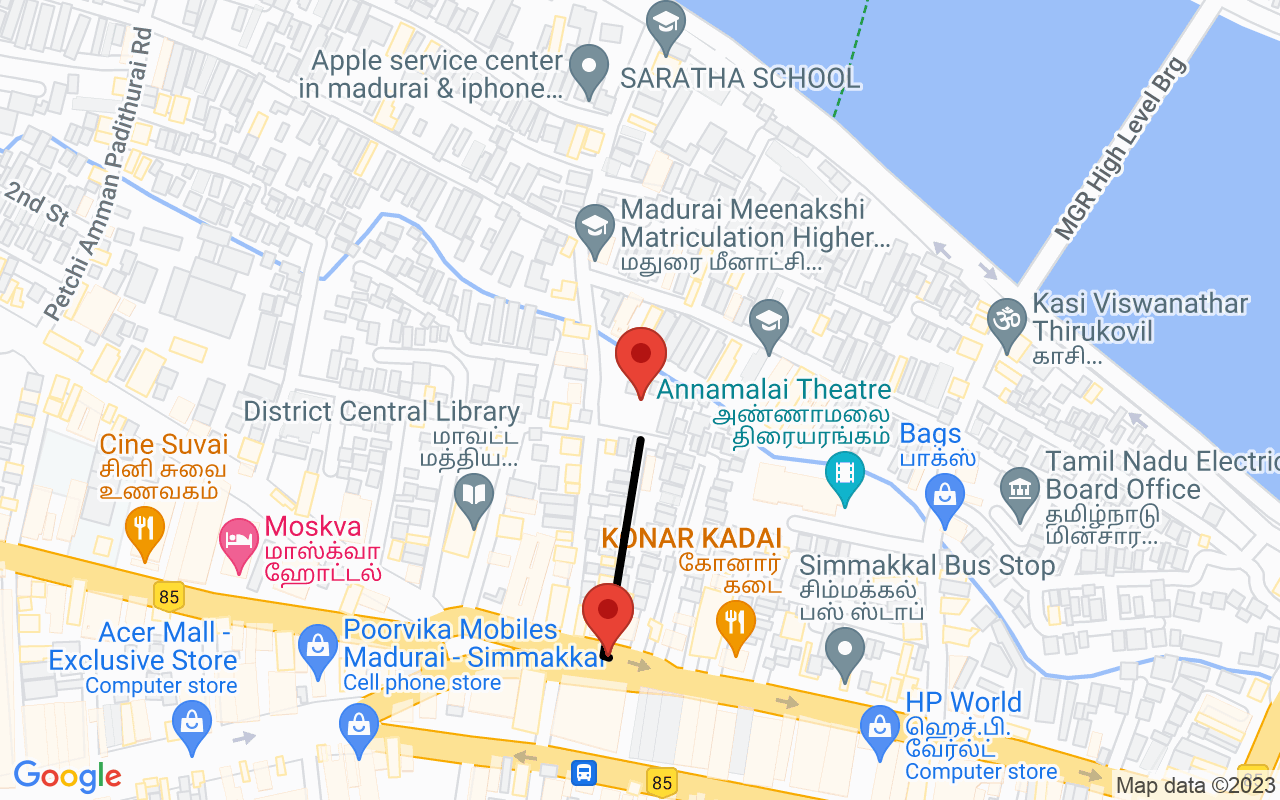 Apple service center
in madurai & iphone...
SARATHA SCHOOL
Petchi Amman Padithurai Rd
2nd St
MGR High Level Brg
Madurai Meenakshi
Matriculation Higher...
மதுரை மீனாட்சி...
Kasi Viswanathar
Thirukovil
காசி...
Annamalai Theatre
அண்ணாமலை
திரையரங்கம்
District Central Library
மாவட்ட
மத்திய...
Cine Suvai
சினி சுவை
உணவகம்
Bags
பாக்ஸ்
Tamil Nadu Electric
Board Office
தமிழ்நாடு
மின்சார...
Moskva
மாஸ்க்வா
ஹோட்டல்
KONAR KADAI
கோனார்
கடை
Simmakkal Bus Stop
சிம்மக்கல்
பஸ் ஸ்டாப்
85
Acer Mall -
Exclusive Store
Computer store
Poorvika Mobiles
Madurai - Simmakkal
Cell phone store
HP World
ஹெச்.பி.
வேர்ல்ட்
Computer store
85
Google
Map data ©2023